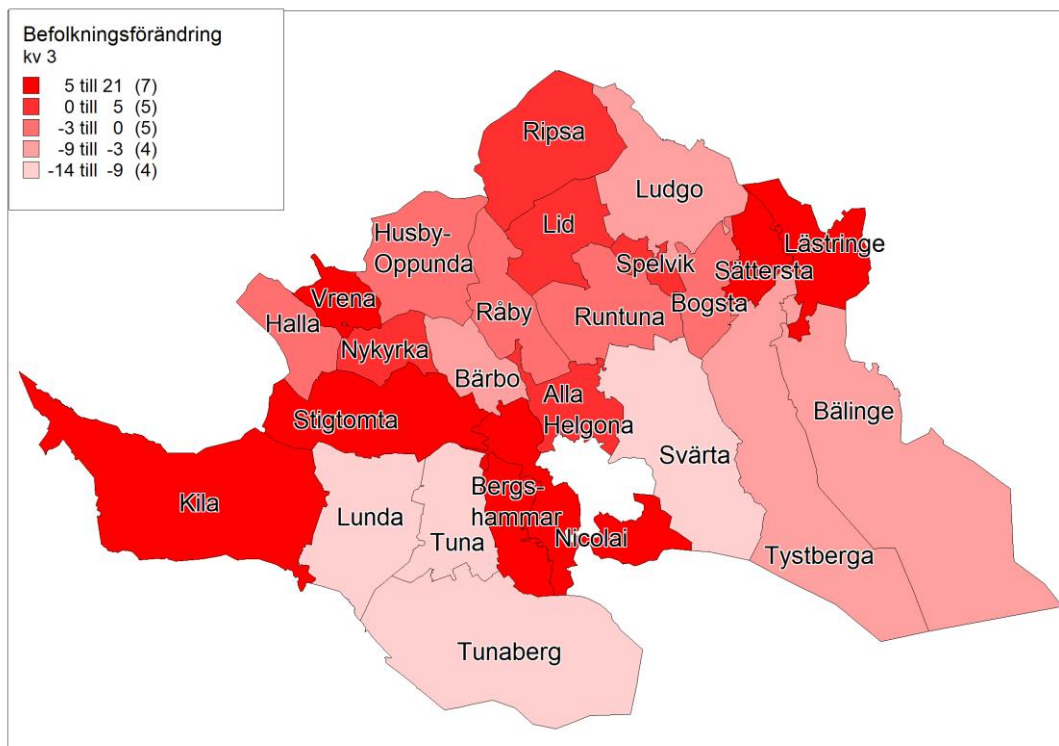 Befolkningsförändring
kv 3
5 till 21 (7)
0 till 5 (5)
-3 till 0 (5)
-9 till -3 (4)
-14 till -9 (4)
Ripsa
Ludgo
Lid
Husby-
Oppunda
Lästringe
Sättersta
Spelvik
Vrena
Råby
Runtuna
Bogsta
Halla
Nykyrka
Bärbo
Alla
Helgona
Bälinge
Stigtomta
Svärta
Kila
Bergs-
hammar
Lunda
Tuna
Nicolai
Tystberga
Tunaberg